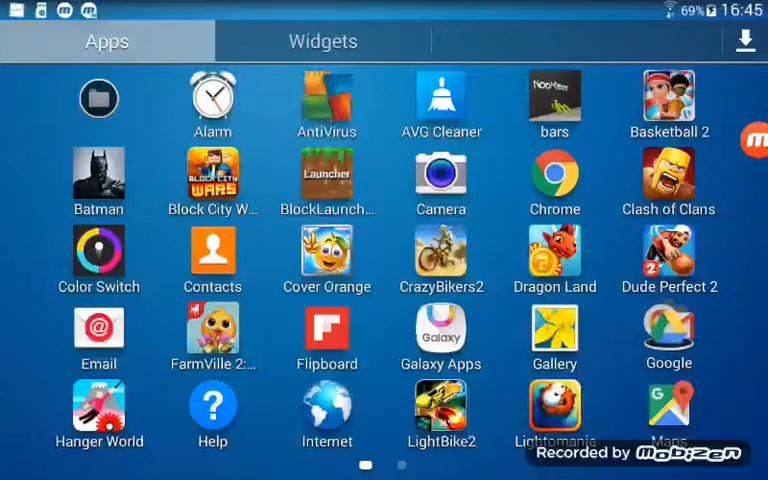 69% 16:45
Apps Widgets
Alarm AntiVirus AVG Cleaner bars Basketball 2
Batman Block City W... BlockLaunch... Camera Chrome Clash of Clans
Color Switch Contacts Cover Orange CrazyBikers2 Dragon Land Dude Perfect 2
Email FarmVille 2:... Flipboard Galaxy Apps Gallery Google
Hanger World Help Internet LightBike2 Lightomania Maps
Recorded by mobizen